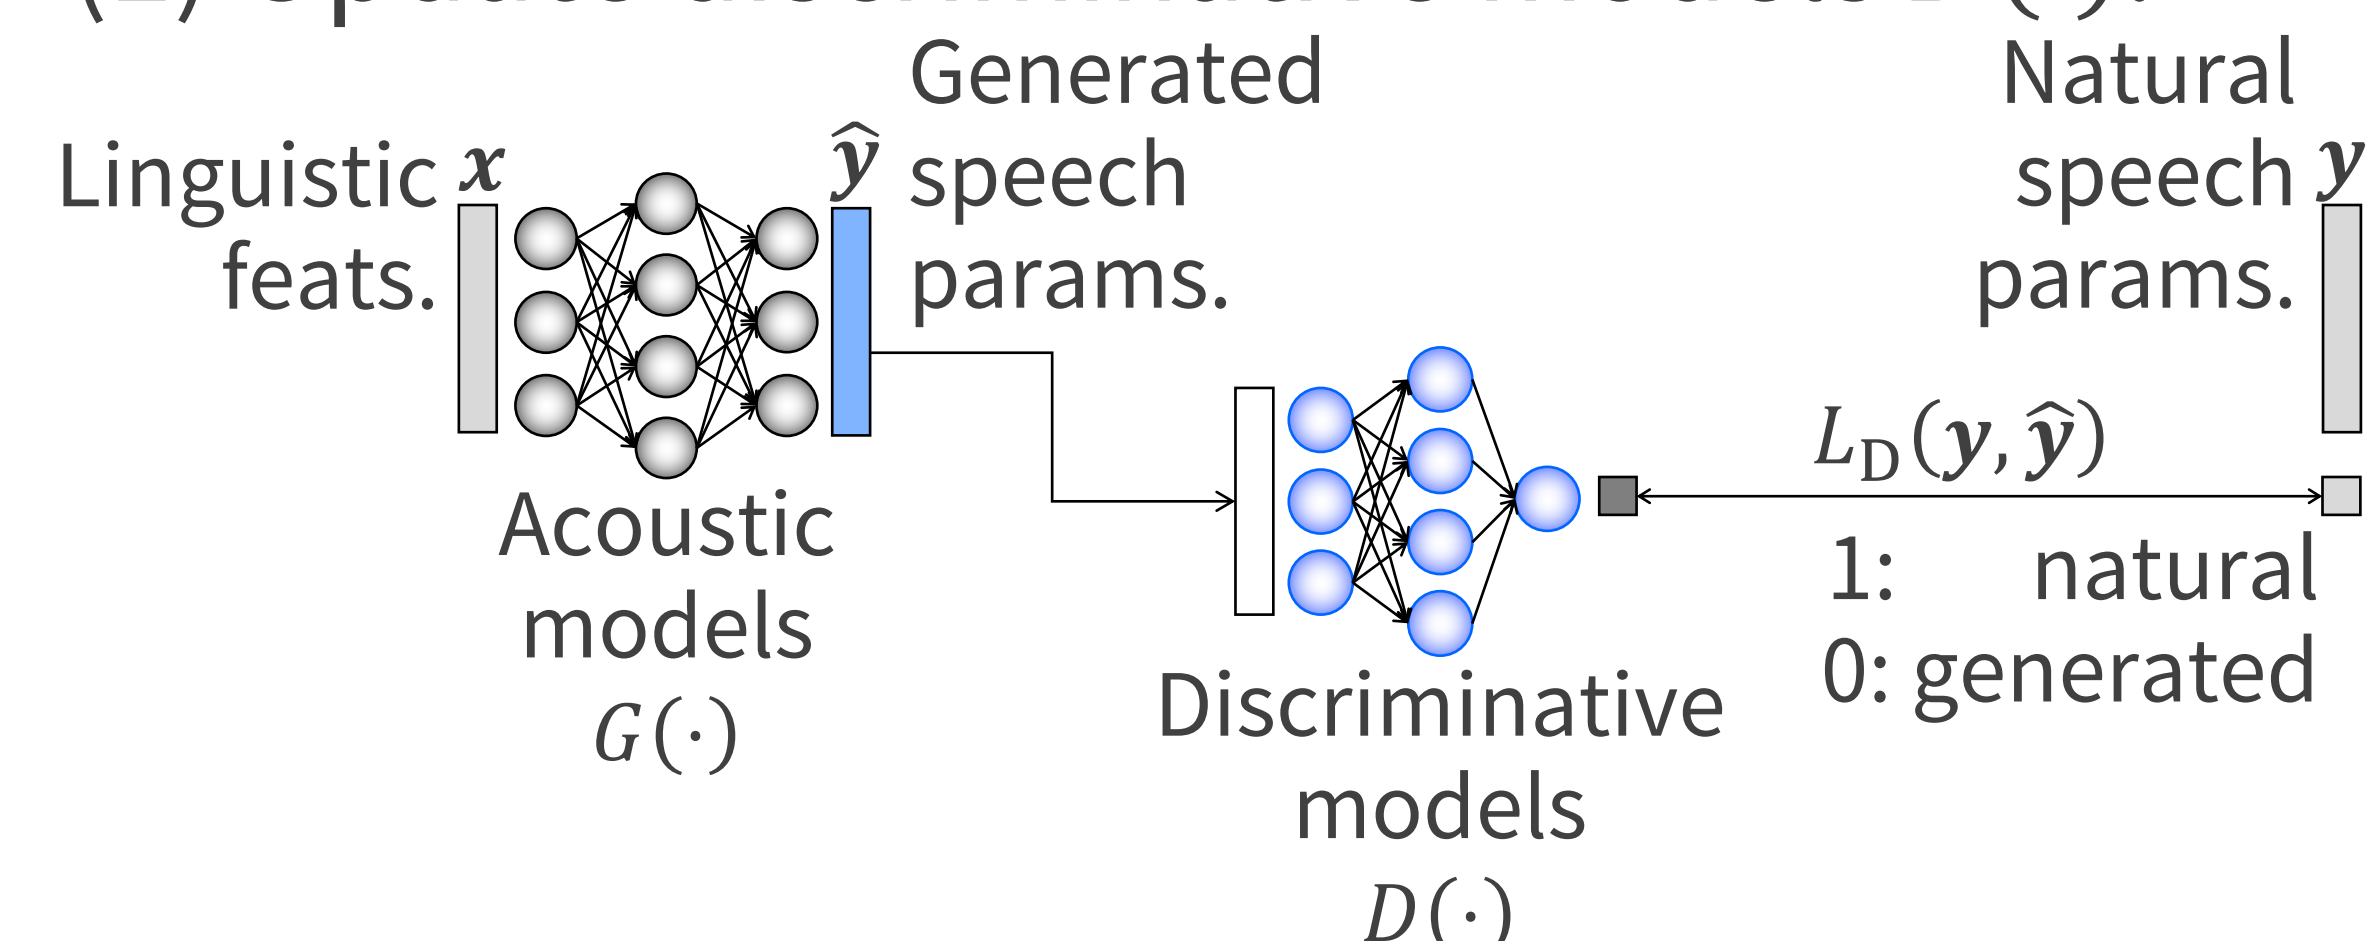 Linguistic x
feats.
ŷ Generated
speech
params.
Natural
speech y
params.
Acoustic
models
G(·)
Discriminative
models
D(·)
L_D(y, ŷ)
1: natural
0: generated